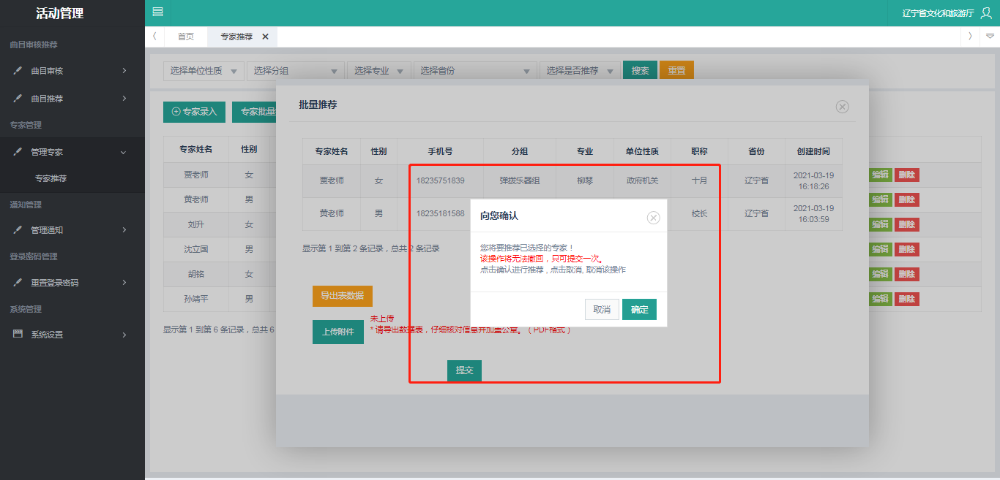 活动管理
辽宁省文化和旅游厅
首页
专家推荐
曲目审核推荐
曲目审核
曲目推荐
专家管理
管理专家
专家推荐
通知管理
管理通知
登录密码管理
重置登录密码
系统管理
系统设置
选择单位性质 选择分组 选择专业 选择省份 选择是否推荐 搜索 重置
专家录入 专家批量
专家姓名 性别
贾老师 女 编辑 删除
黄老师 男 编辑 删除
刘升 女 编辑 删除
沈立国 男 编辑 删除
胡铭 女 编辑 删除
孙靖平 男 编辑 删除
显示第 1 到第 6 条记录，总共 6
批量推荐
专家姓名 性别 手机号 分组 专业 单位性质 职称 省份 创建时间
贾老师 女 18235751839 弹拨乐器组 柳琴 政府机关 十月 辽宁省 2021-03-19
16:18:26
黄老师 男 18235181588 校长 辽宁省 2021-03-19
16:03:59
显示第 1 到第 2 条记录，总共 2 条记录
导出表数据
上传附件
未上传
* 请导出数据表，仔细核对信息并加盖公章。（PDF格式）
提交
向您确认
您将要推荐已选择的专家！
该操作将无法撤回，只可提交一次。
点击确认进行推荐 , 点击取消, 取消该操作
取消 确定